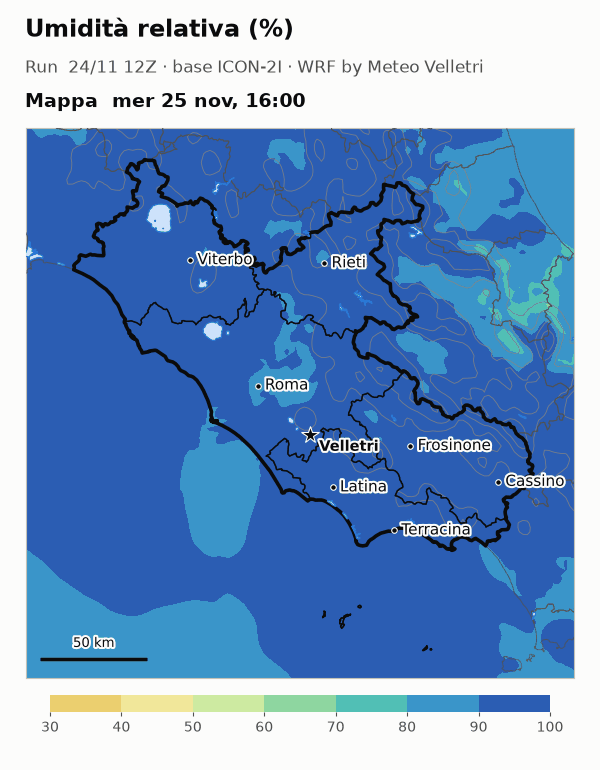 Umidità relativa (%)
Run  24/11 12Z · base ICON-2I · WRF by Meteo Velletri
Mappa  mer 25 nov, 16:00
Viterbo
Rieti
Roma
Velletri
Frosinone
Cassino
Latina
Terracina
50 km
30 40 50 60 70 80 90 100